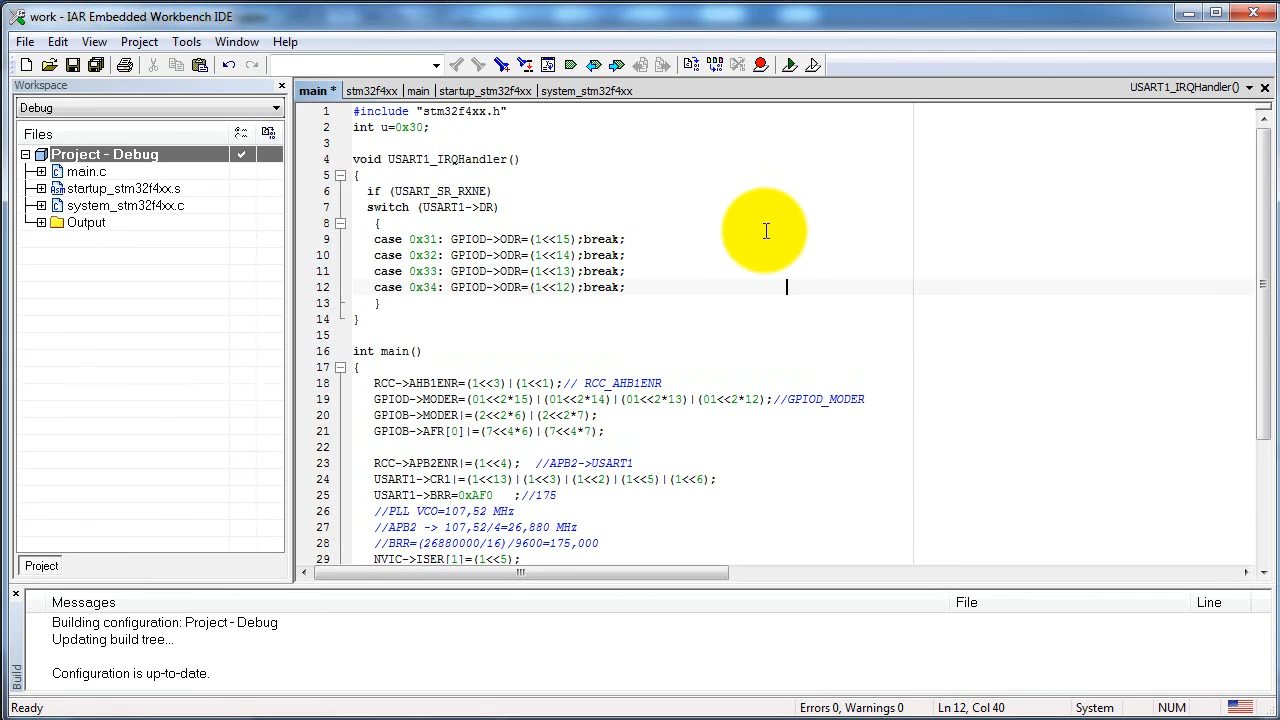 work - IAR Embedded Workbench IDE
File Edit View Project Tools Window Help
Workspace
main * stm32f4xx main startup_stm32f4xx system_stm32f4xx USART1_IRQHandler()
Debug
Files
Project - Debug
main.c
startup_stm32f4xx.s
system_stm32f4xx.c
Output
Project
1 #include "stm32f4xx.h"
2 int u=0x30;
3
4 void USART1_IRQHandler()
5 {
6 if (USART_SR_RXNE)
7 switch (USART1->DR)
8 {
9 case 0x31: GPIOD->ODR=(1<<15);break;
10 case 0x32: GPIOD->ODR=(1<<14);break;
11 case 0x33: GPIOD->ODR=(1<<13);break;
12 case 0x34: GPIOD->ODR=(1<<12);break;
13 }
14 }
15
16 int main()
17 {
18 RCC->AHB1ENR=(1<<3)|(1<<1);// RCC_AHB1ENR
19 GPIOD->MODER=(01<<2*15)|(01<<2*14)|(01<<2*13)|(01<<2*12);//GPIOD_MODER
20 GPIOB->MODER|=(2<<2*6)|(2<<2*7);
21 GPIOB->AFR[0]|=(7<<4*6)|(7<<4*7);
22
23 RCC->APB2ENR|=(1<<4); //APB2->USART1
24 USART1->CR1|=(1<<13)|(1<<3)|(1<<2)|(1<<5)|(1<<6);
25 USART1->BRR=0xAF0 ;//175
26 //PLL VCO=107,52 MHz
27 //APB2 -> 107,52/4=26,880 MHz
28 //BRR=(26880000/16)/9600=175,000
29 NVIC->ISER[1]=(1<<5);
Messages File Line
Building configuration: Project - Debug
Updating build tree...
Configuration is up-to-date.
Build
Ready Errors 0, Warnings 0 Ln 12, Col 40 System NUM